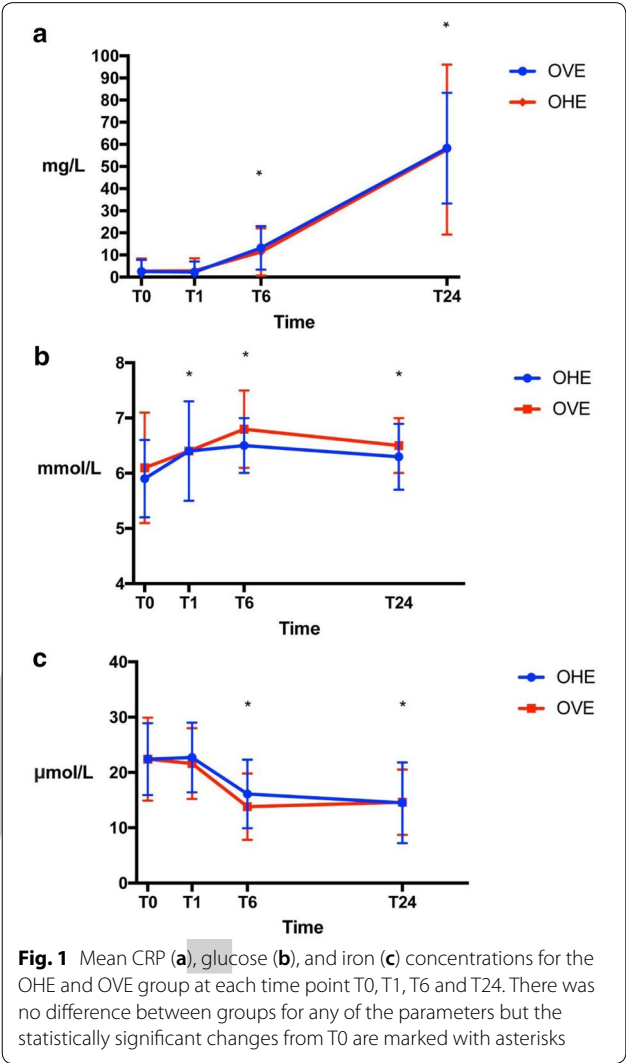 a
*
*
100
90
80
70
60
50
40
30
20
10
0
mg/L
OVE
OHE
T0 T1 T6 T24
Time
b
*
*
*
8
7
6
5
4
mmol/L
OHE
OVE
T0 T1 T6 T24
Time
c
*
*
40
30
20
10
0
µmol/L
OHE
OVE
T0 T1 T6 T24
Time
Fig. 1 Mean CRP (a), glucose (b), and iron (c) concentrations for the
OHE and OVE group at each time point T0, T1, T6 and T24. There was
no difference between groups for any of the parameters but the
statistically significant changes from T0 are marked with asterisks